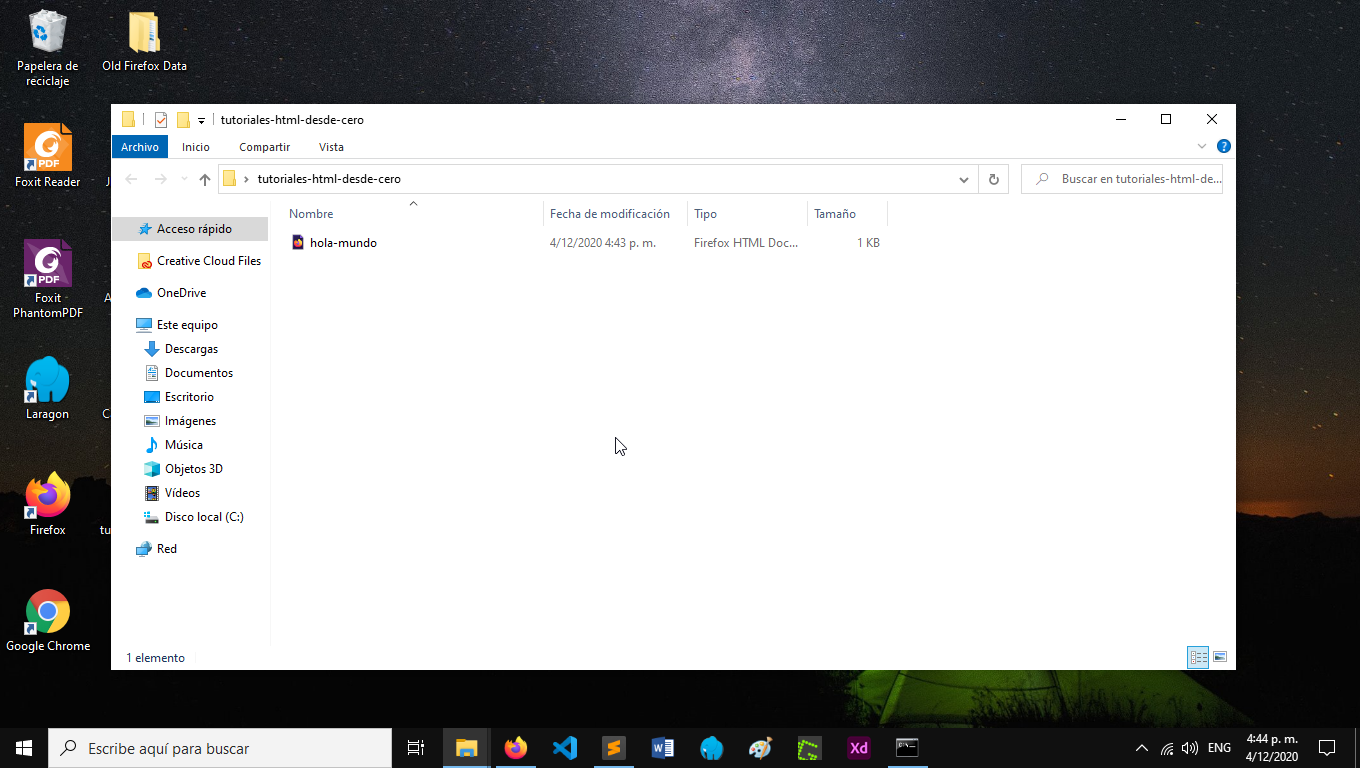 Papelera de
reciclaje
Old Firefox Data
Foxit Reader
Foxit
PhantomPDF
Laragon
Firefox
Google Chrome
tutoriales-html-desde-cero
Archivo
Inicio
Compartir
Vista
tutoriales-html-desde-cero
Buscar en tutoriales-html-de...
Nombre
Fecha de modificación
Tipo
Tamaño
hola-mundo
4/12/2020 4:43 p. m.
Firefox HTML Doc...
1 KB
Acceso rápido
Creative Cloud Files
OneDrive
Este equipo
Descargas
Documentos
Escritorio
Imágenes
Música
Objetos 3D
Vídeos
Disco local (C:)
Red
1 elemento
Escribe aquí para buscar
Xd
ENG
4:44 p. m.
4/12/2020
PDF
PDF